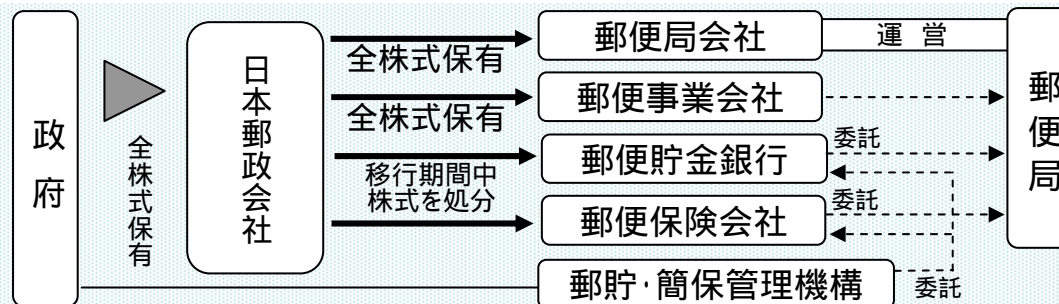 政府
全株式保有
日本郵政会社
全株式保有
全株式保有
移行期間中
株式を処分
郵便局会社
郵便事業会社
郵便貯金銀行
郵便保険会社
郵貯・簡保管理機構
運営
委託
委託
委託
郵便局